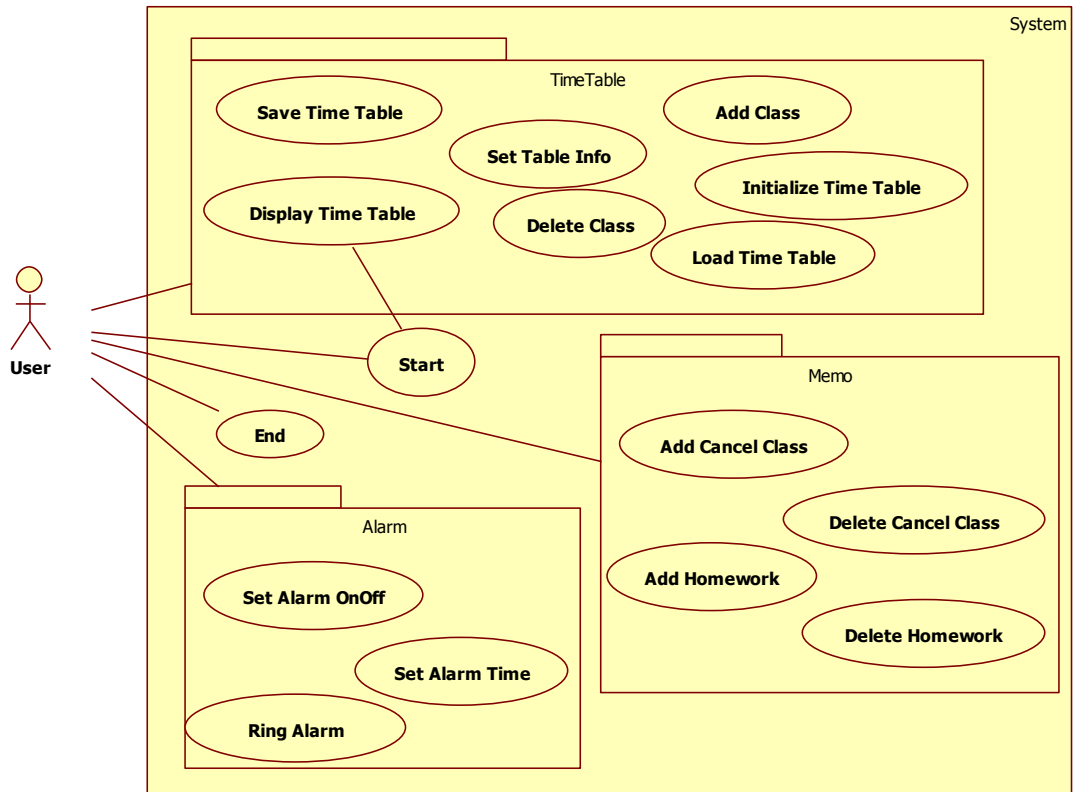 System
TimeTable
Save Time Table
Add Class
Set Table Info
Initialize Time Table
Display Time Table
Delete Class
Load Time Table
User
Start
Memo
End
Add Cancel Class
Alarm
Delete Cancel Class
Add Homework
Set Alarm OnOff
Delete Homework
Set Alarm Time
Ring Alarm